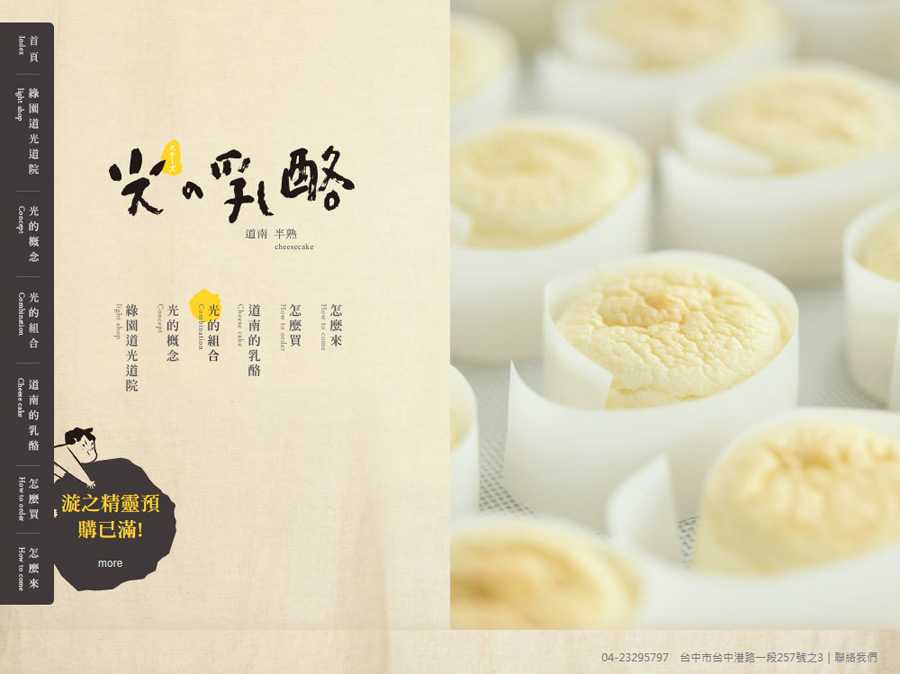 首頁
Index
綠園道光道院
light shop
光的概念
Concept
光的組合
Combination
道南的乳酪
Cheese cake
怎麼買
How to order
怎麼來
How to come
光の乳酪
道南 半熟
cheesecake
怎麼來
How to come
怎麼買
How to order
道南的乳酪
Cheese cake
光的組合
Combination
光的概念
Concept
綠園道光道院
light shop
漩之精靈預
購已滿!
more
04-23295797 台中市台中港路一段257號之3 | 聯絡我們